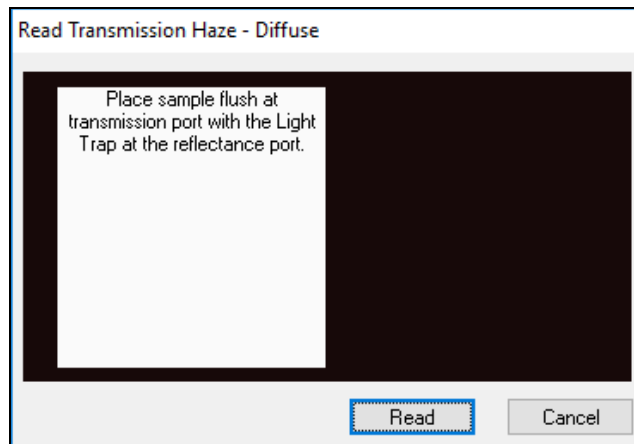 Read Transmission Haze - Diffuse
Place sample flush at
transmission port with the Light
Trap at the reflectance port.
Read
Cancel